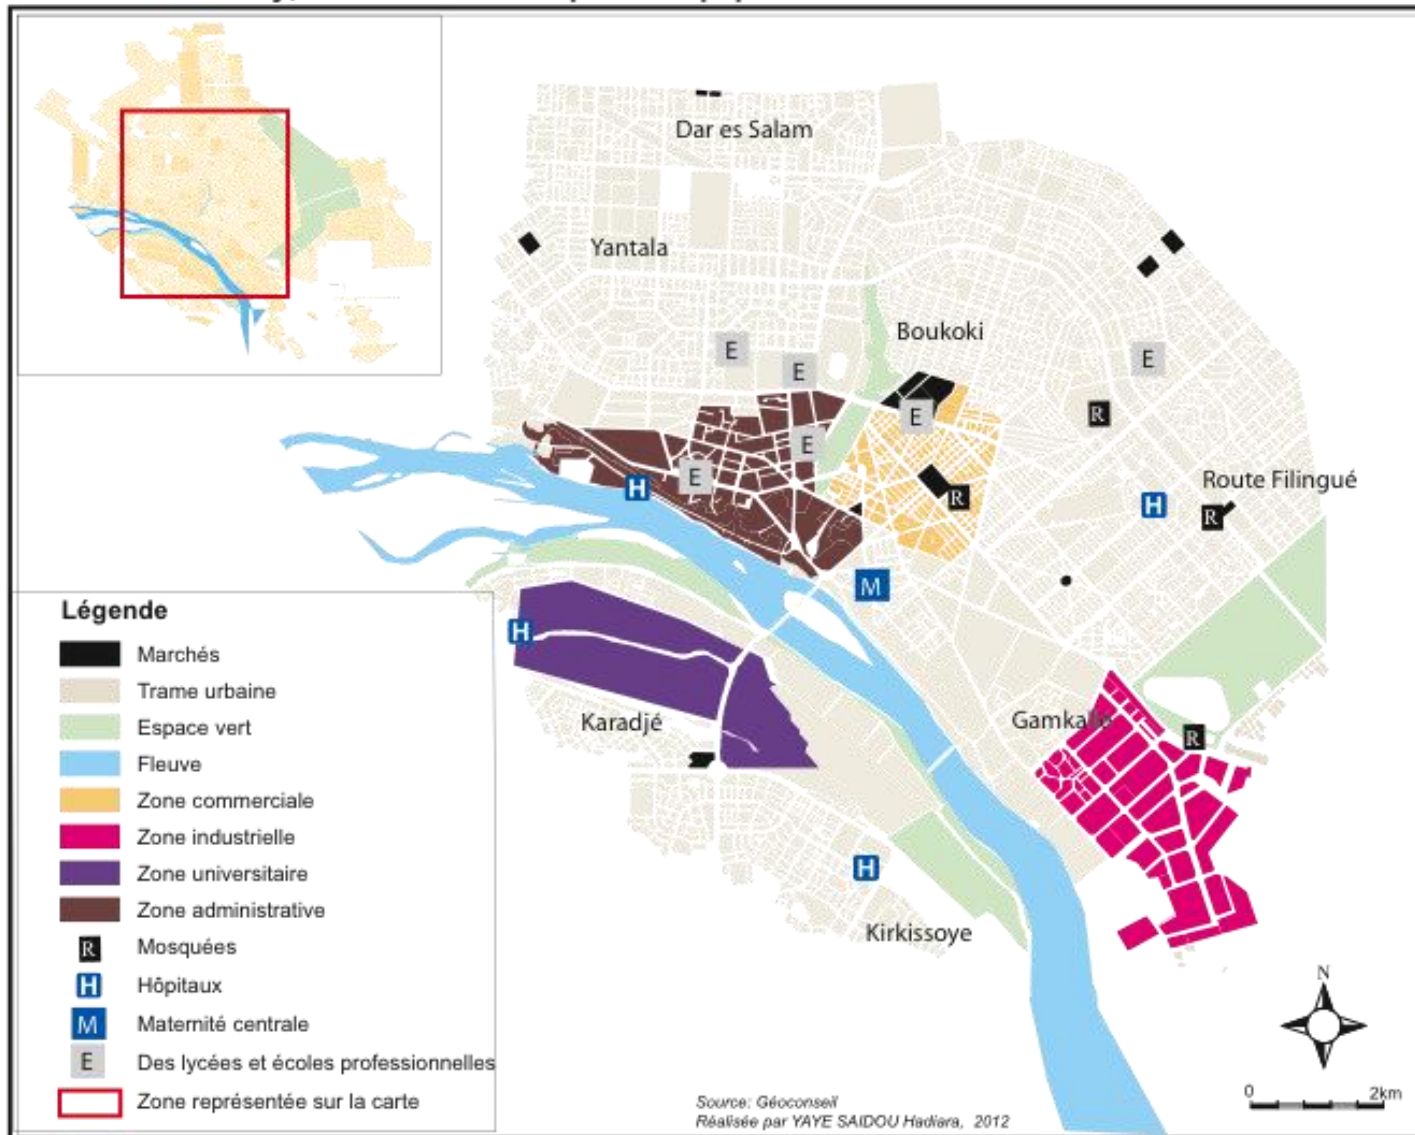 Dar es Salam
Yantala
Boukoki
E
E
E
E
R
E
E
Route Filingué
H
R
H
R
M
H
Légende
Marchés
Trame urbaine
Espace vert
Fleuve
Zone commerciale
Zone industrielle
Zone universitaire
Zone administrative
R Mosquées
H Hôpitaux
M Maternité centrale
E Des lycées et écoles professionnelles
Zone représentée sur la carte
Karadjé
Gamkallé
R
H
Kirkissoye
N
0 2km
Source: Géoconseil
Réalisée par YAYE SAIDOU Hadiara, 2012